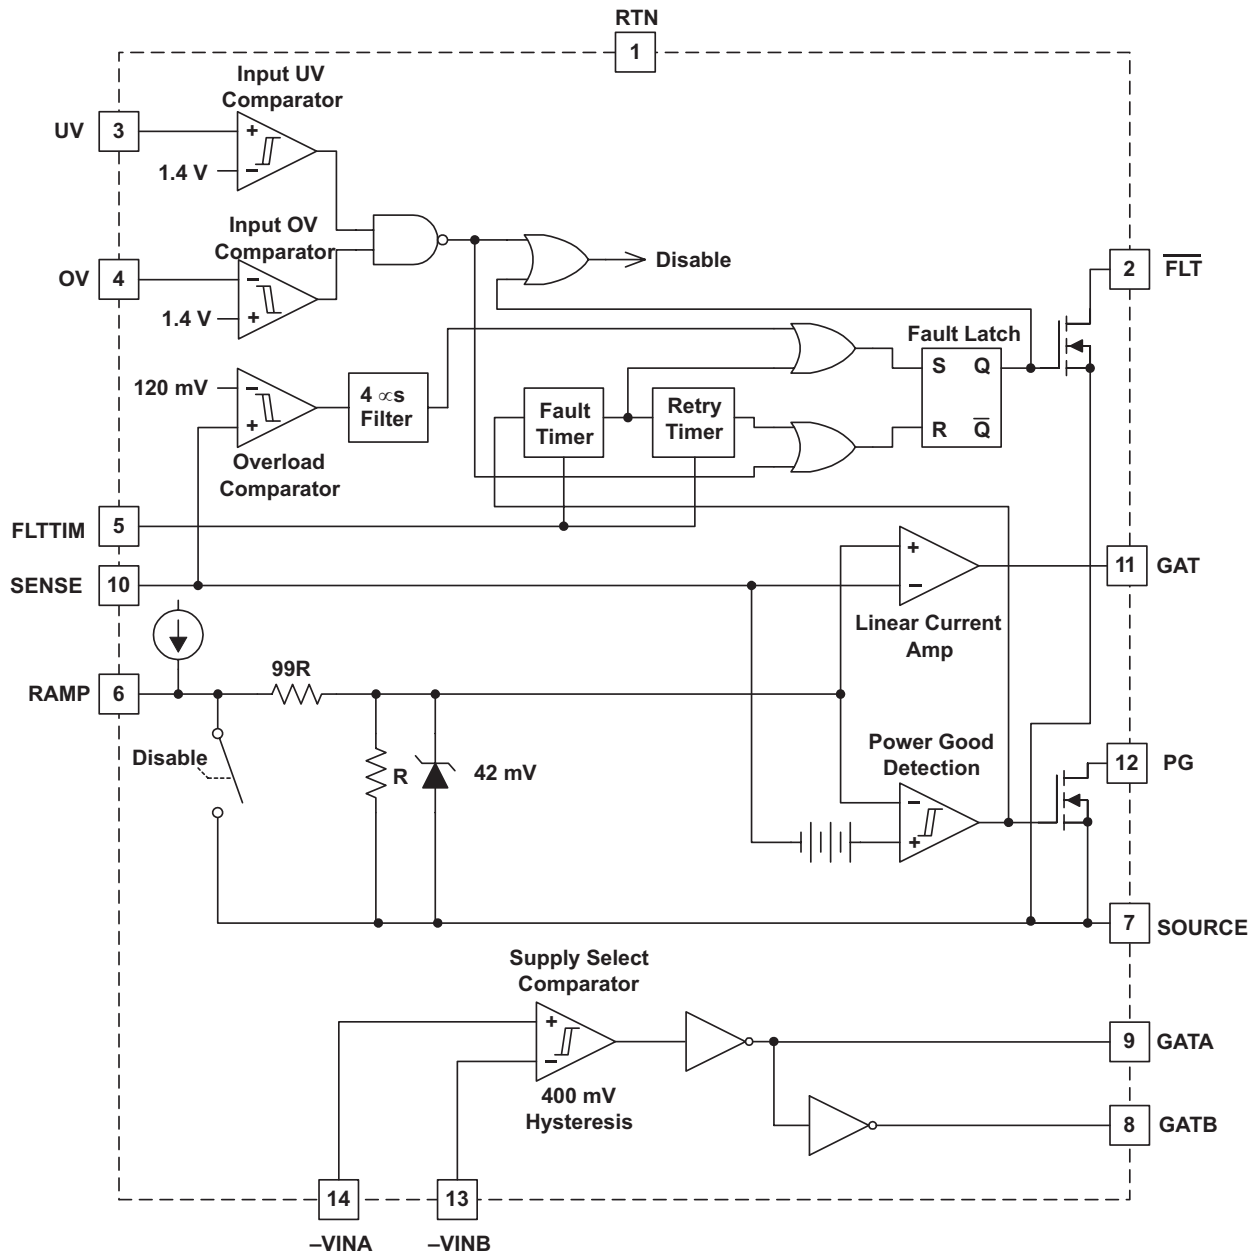 RTN
1
Input UV
Comparator
UV
3
+
1.4 V
−
Input OV
Comparator
OV
4
−
1.4 V
+
Disable
2
FLT
Fault Latch
S Q
R Q
120 mV
−
+
4 ∝s
Filter
Overload
Comparator
Fault
Timer
Retry
Timer
FLTTIM
5
SENSE
10
+
−
Linear Current
Amp
11
GAT
RAMP
6
99R
Disable
R
42 mV
Power Good
Detection
−
+
12
PG
7
SOURCE
Supply Select
Comparator
+
−
400 mV
Hysteresis
9
GATA
8
GATB
14
13
–VINA
–VINB